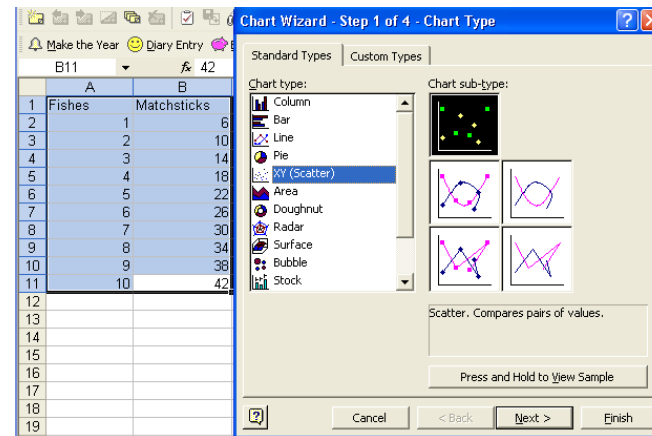 Chart Wizard - Step 1 of 4 - Chart Type
Make the Year Diary Entry
B11 fx 42
Standard Types Custom Types
A B
1 Fishes Matchsticks
2 1 6
3 2 10
4 3 14
5 4 18
6 5 22
7 6 26
8 7 30
9 8 34
10 9 38
11 10 42
12
13
14
15
16
17
18
19
Chart type:
Column
Bar
Line
Pie
XY (Scatter)
Area
Doughnut
Radar
Surface
Bubble
Stock
Chart sub-type:
Scatter. Compares pairs of values.
Press and Hold to View Sample
Cancel < Back Next > Finish